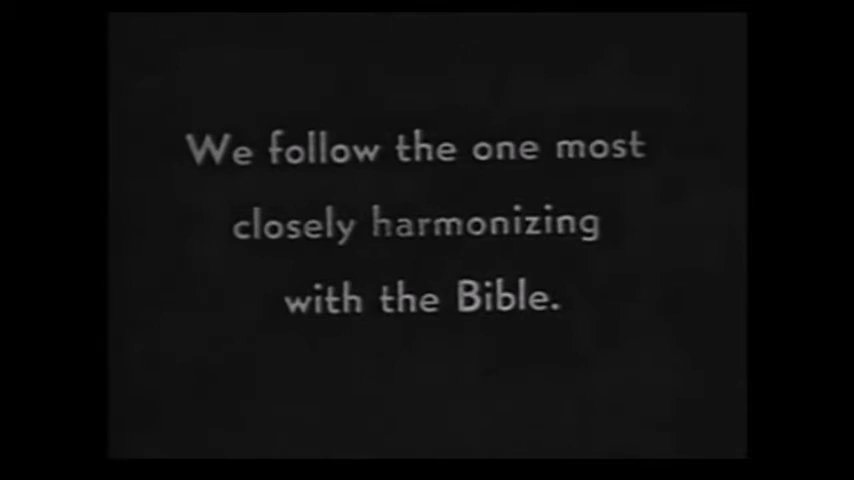 We follow the one most
closely harmonizing
with the Bible.